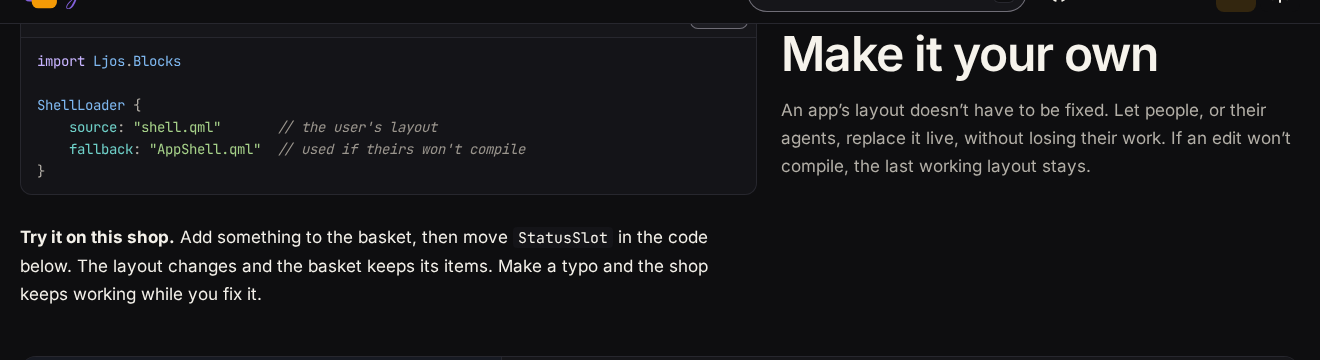 import Ljos.Blocks
ShellLoader {
    source: "shell.qml"       // the user's layout
    fallback: "AppShell.qml"  // used if theirs won't compile
}
Make it your own
An app’s layout doesn’t have to be fixed. Let people, or their
agents, replace it live, without losing their work. If an edit won’t
compile, the last working layout stays.
Try it on this shop. Add something to the basket, then move StatusSlot in the code
below. The layout changes and the basket keeps its items. Make a typo and the shop
keeps working while you fix it.